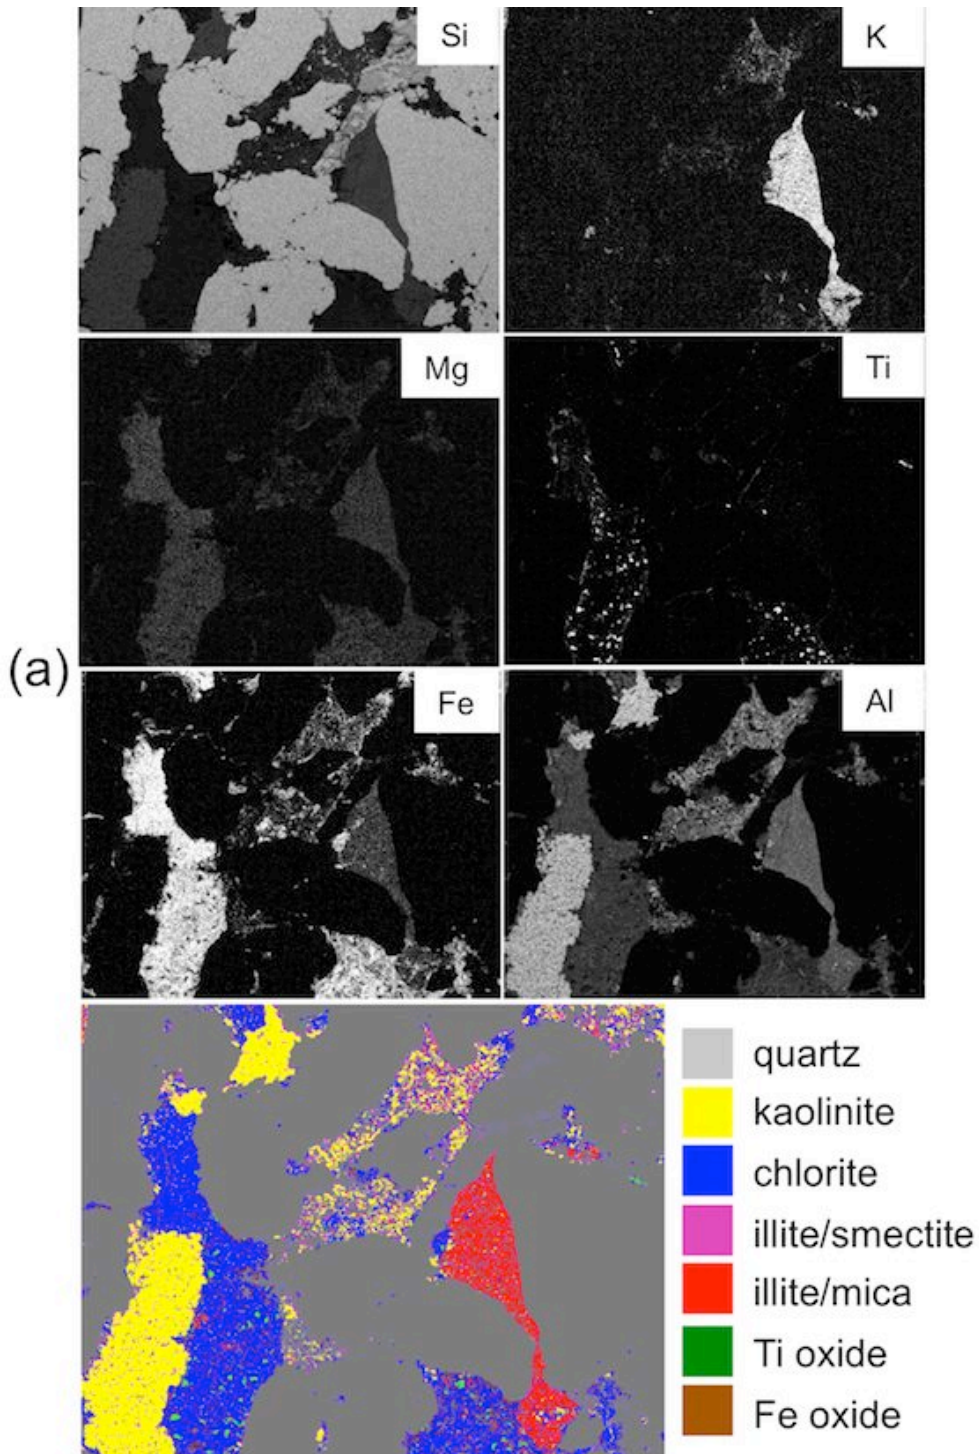 Si
K
Mg
Ti
(a)
Fe
Al
quartz
kaolinite
chlorite
illite/smectite
illite/mica
Ti oxide
Fe oxide